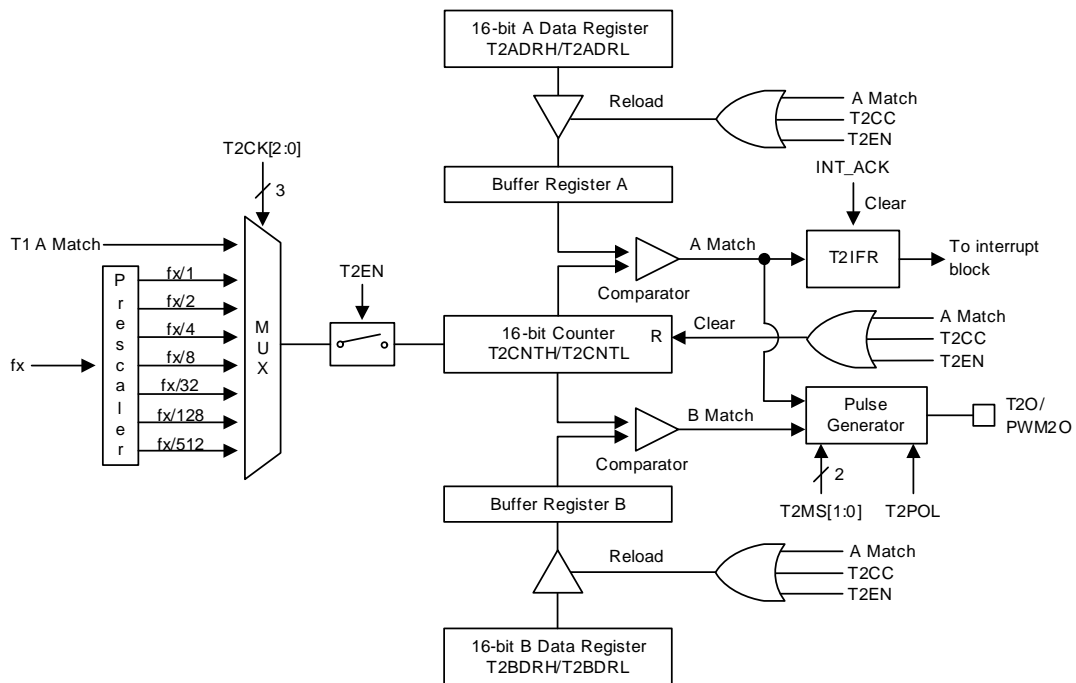 16-bit A Data Register
T2ADRH/T2ADRL
Reload
A Match
T2CC
T2EN
T2CK[2:0]
3
Buffer Register A
INT_ACK
Clear
T1 A Match
A Match
T2IFR
To interrupt
block
Comparator
Prescaler
fx/1
fx/2
fx/4
fx/8
fx/32
fx/128
fx/512
fx
MUX
T2EN
16-bit Counter
T2CNTH/T2CNTL
R
Clear
A Match
T2CC
T2EN
B Match
Comparator
Pulse
Generator
T2O/
PWM2O
2
T2MS[1:0]
T2POL
Buffer Register B
Reload
A Match
T2CC
T2EN
16-bit B Data Register
T2BDRH/T2BDRL